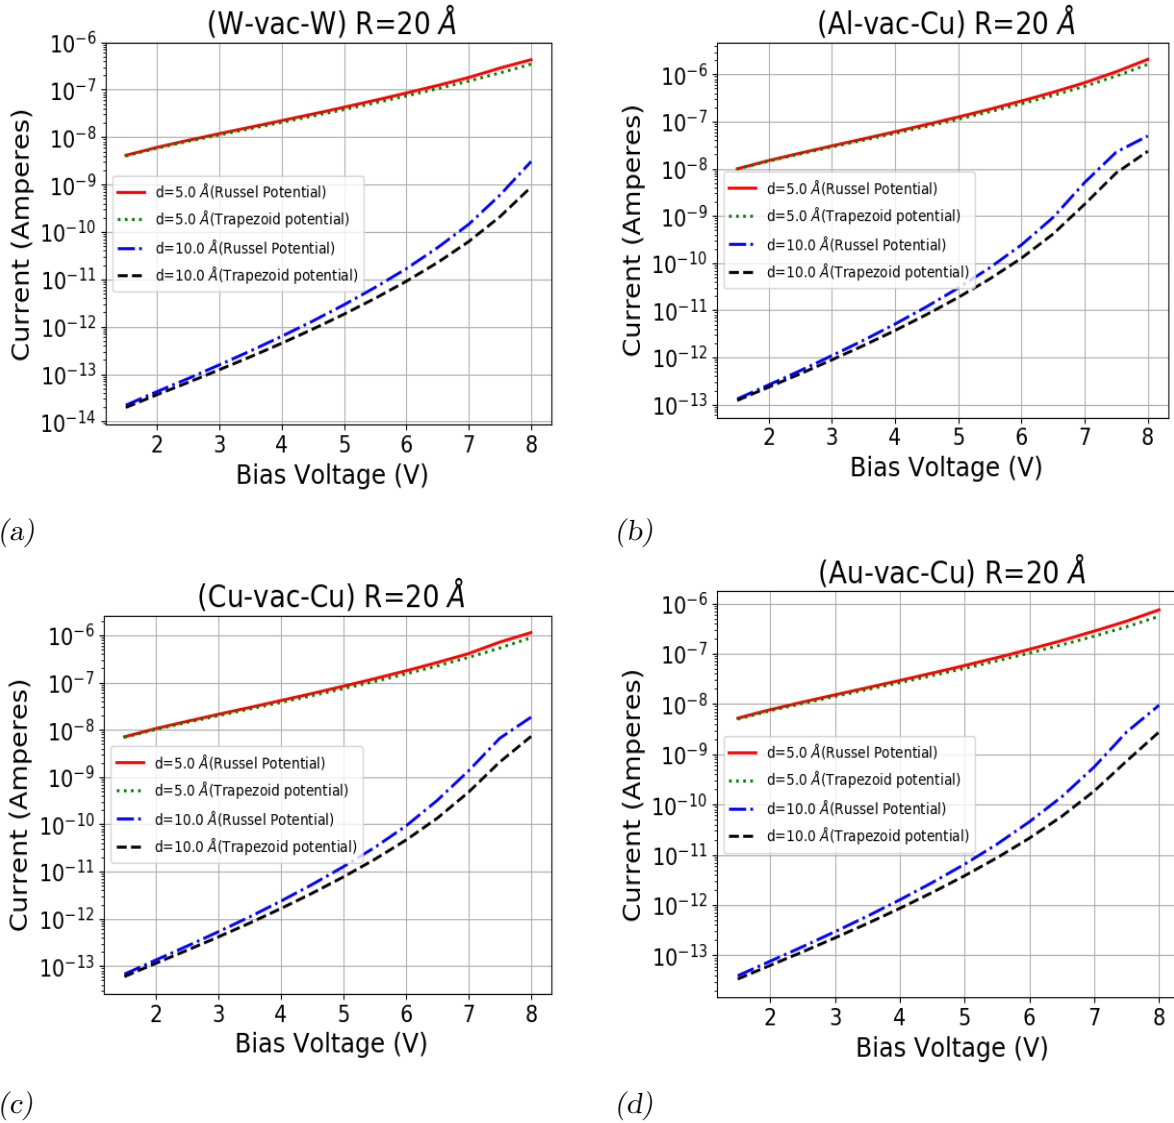 (W-vac-W) R=20 Å
10⁻⁶
10⁻⁷
10⁻⁸
10⁻⁹
10⁻¹⁰
10⁻¹¹
10⁻¹²
10⁻¹³
10⁻¹⁴
Current (Amperes)
d=5.0 Å(Russel Potential)
d=5.0 Å(Trapezoid potential)
d=10.0 Å(Russel Potential)
d=10.0 Å(Trapezoid potential)
2 3 4 5 6 7 8
Bias Voltage (V)
(a)
(Al-vac-Cu) R=20 Å
10⁻⁶
10⁻⁷
10⁻⁸
10⁻⁹
10⁻¹⁰
10⁻¹¹
10⁻¹²
10⁻¹³
Current (Amperes)
d=5.0 Å(Russel Potential)
d=5.0 Å(Trapezoid potential)
d=10.0 Å(Russel Potential)
d=10.0 Å(Trapezoid potential)
2 3 4 5 6 7 8
Bias Voltage (V)
(b)
(Cu-vac-Cu) R=20 Å
10⁻⁶
10⁻⁷
10⁻⁸
10⁻⁹
10⁻¹⁰
10⁻¹¹
10⁻¹²
10⁻¹³
Current (Amperes)
d=5.0 Å(Russel Potential)
d=5.0 Å(Trapezoid potential)
d=10.0 Å(Russel Potential)
d=10.0 Å(Trapezoid potential)
2 3 4 5 6 7 8
Bias Voltage (V)
(c)
(Au-vac-Cu) R=20 Å
10⁻⁶
10⁻⁷
10⁻⁸
10⁻⁹
10⁻¹⁰
10⁻¹¹
10⁻¹²
10⁻¹³
Current (Amperes)
d=5.0 Å(Russel Potential)
d=5.0 Å(Trapezoid potential)
d=10.0 Å(Russel Potential)
d=10.0 Å(Trapezoid potential)
2 3 4 5 6 7 8
Bias Voltage (V)
(d)